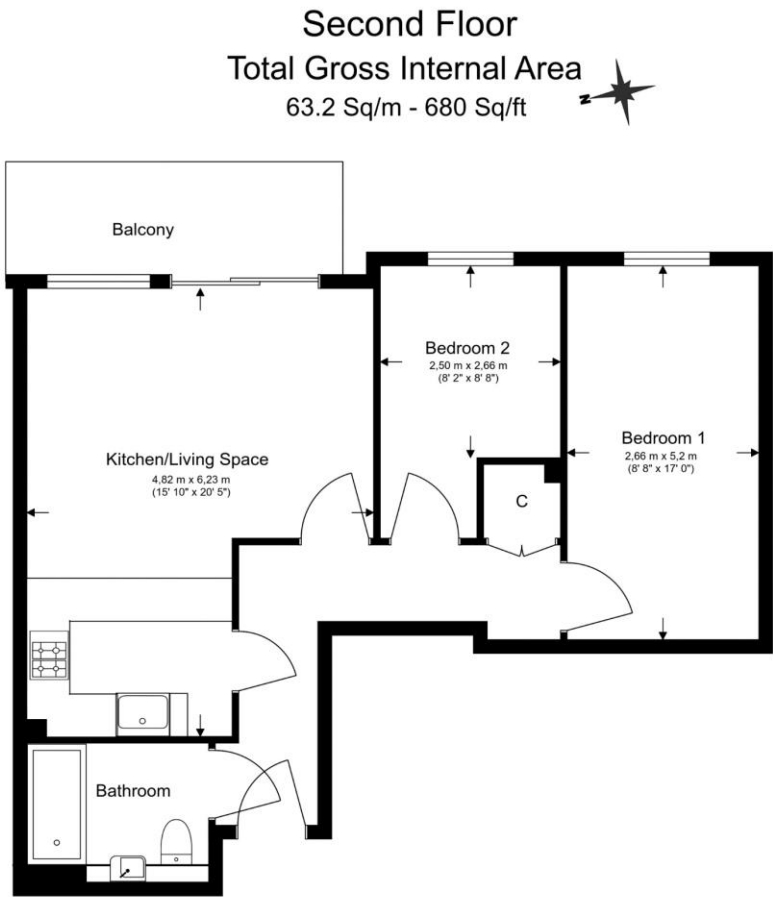 Second Floor
Total Gross Internal Area
63.2 Sq/m - 680 Sq/ft
N
Balcony
Bedroom 2
2,50 m x 2,66 m
(8' 2" x 8' 8")
Bedroom 1
2,66 m x 5,2 m
(8' 8" x 17' 0")
Kitchen/Living Space
4,82 m x 6,23 m
(15' 10" x 20' 5")
C
Bathroom